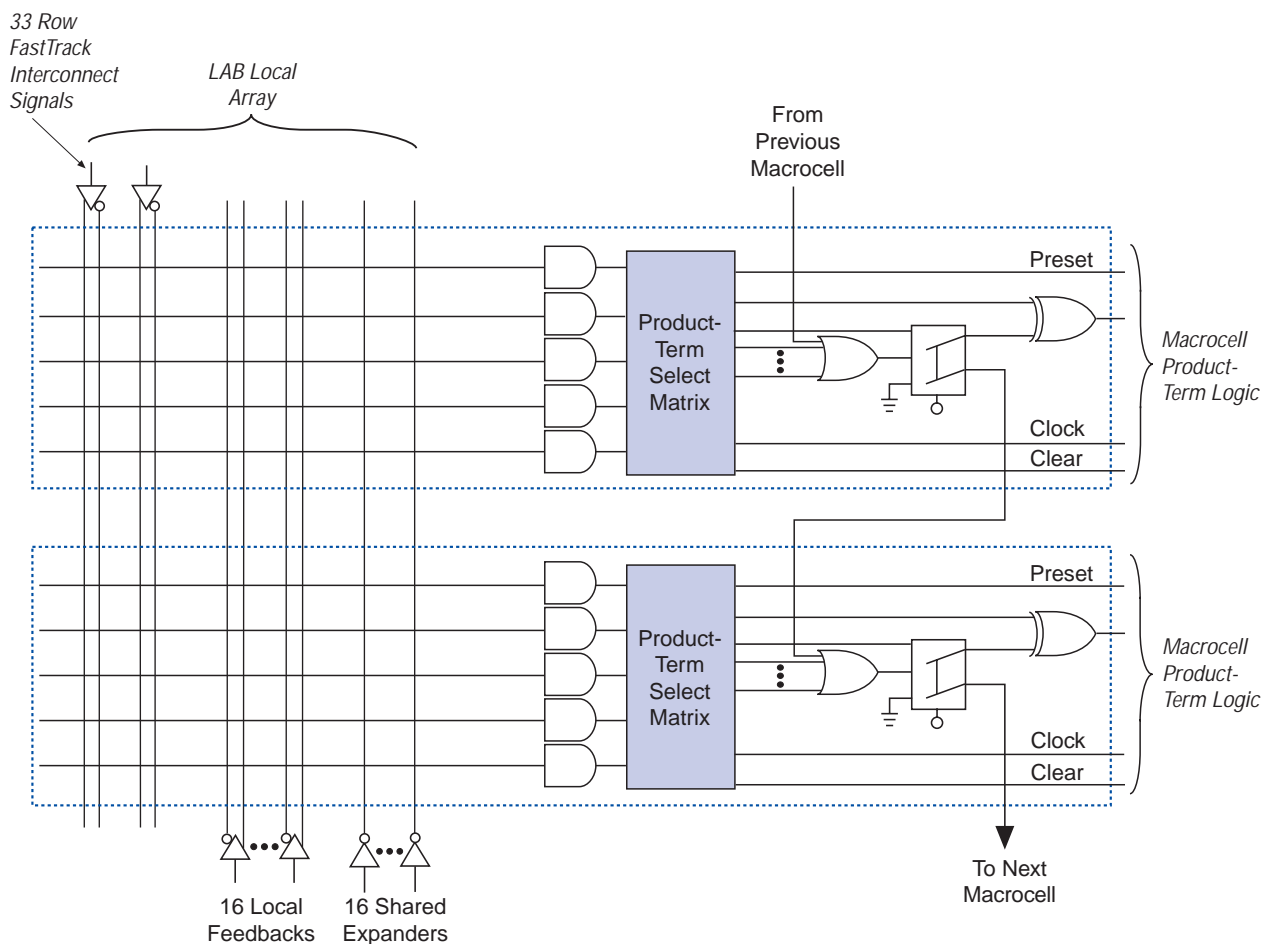 33 Row
FastTrack
Interconnect
Signals
LAB Local
Array
From
Previous
Macrocell
Preset
Product-
Term
Select
Matrix
Clock
Clear
Macrocell
Product-
Term Logic
Preset
Product-
Term
Select
Matrix
Clock
Clear
Macrocell
Product-
Term Logic
To Next
Macrocell
16 Local
Feedbacks
16 Shared
Expanders